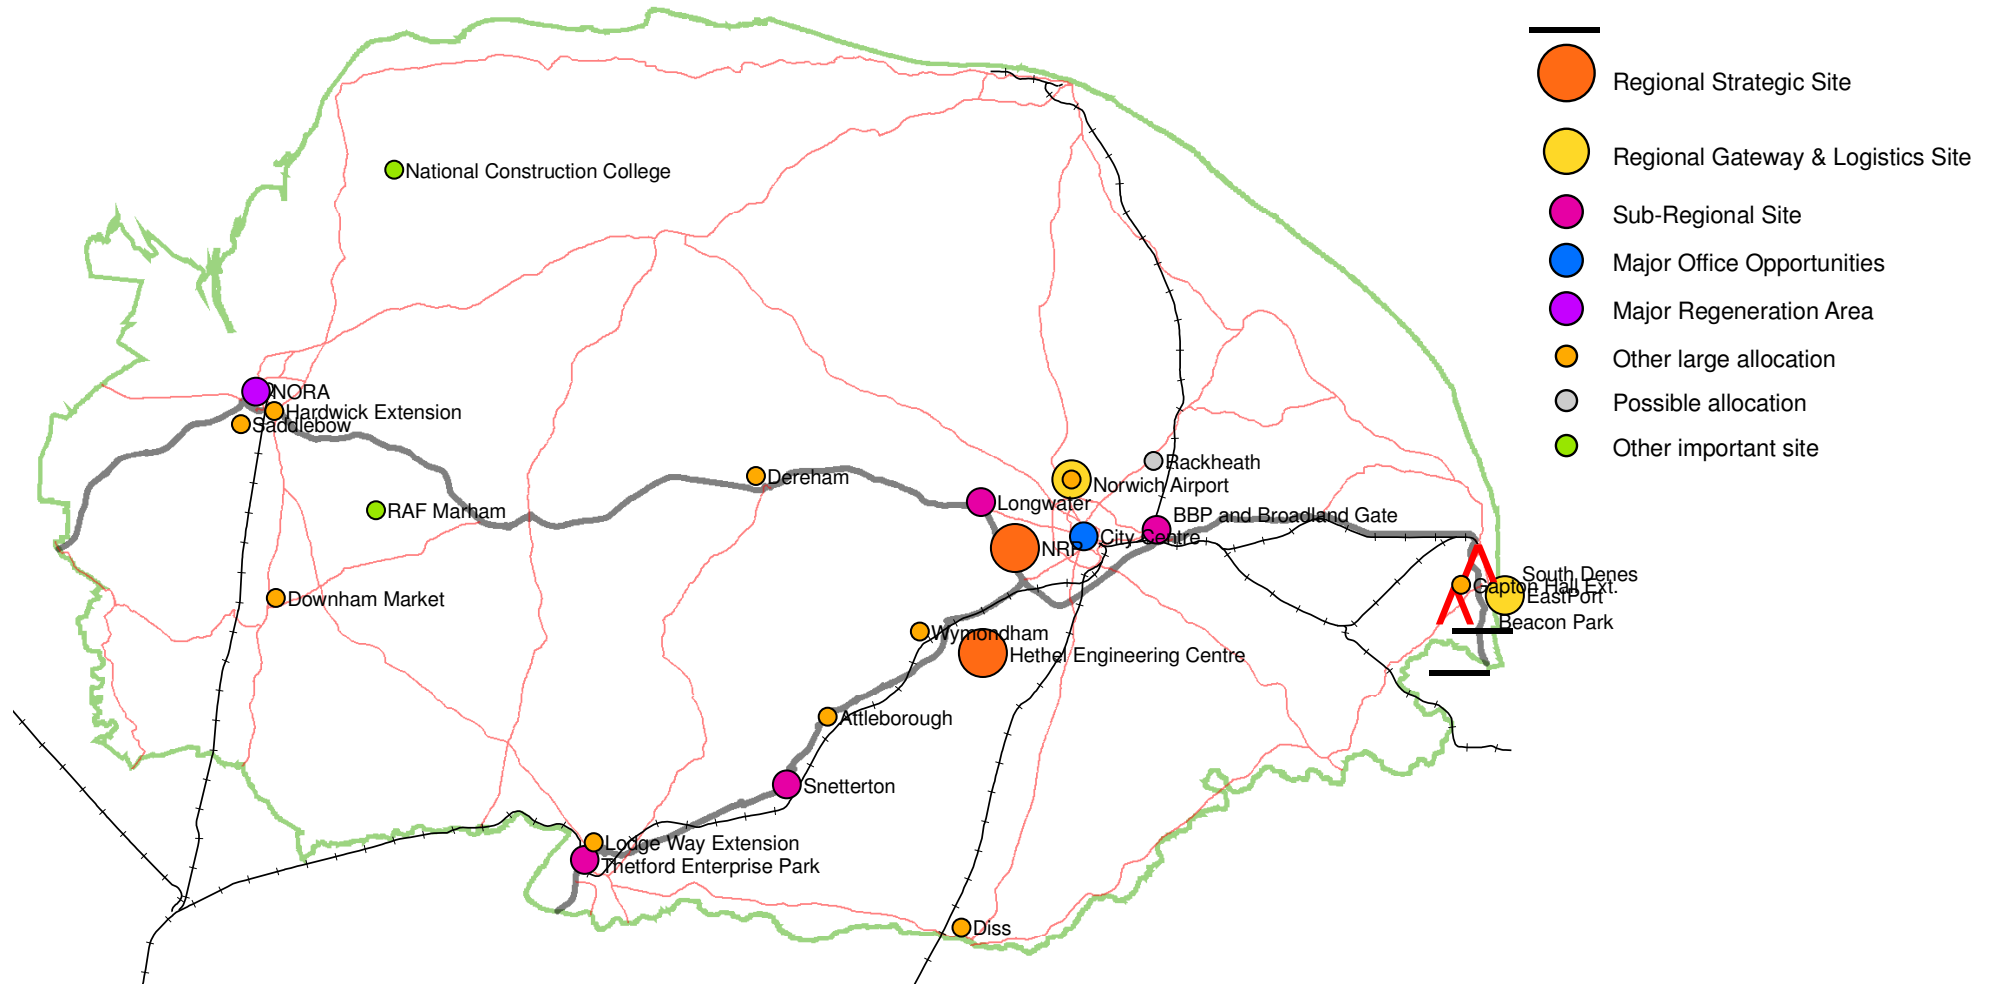 Regional Strategic Site
Regional Gateway & Logistics Site
National Construction College
Sub-Regional Site
Major Office Opportunities
Major Regeneration Area
Other large allocation
NORA
Possible allocation
Hardwick Extension
Saddlebow
Other important site
Rackheath
Dereham
Norwich Airport
Longwater
RAF Marham
BBP and Broadland Gate
City Centre
NRP
South Denes
Gapton Hall Ext.
EastPort
Downham Market
Beacon Park
Wymondham
Hethel Engineering Centre
Attleborough
Snetterton
Lodge Way Extension
Thetford Enterprise Park
Diss